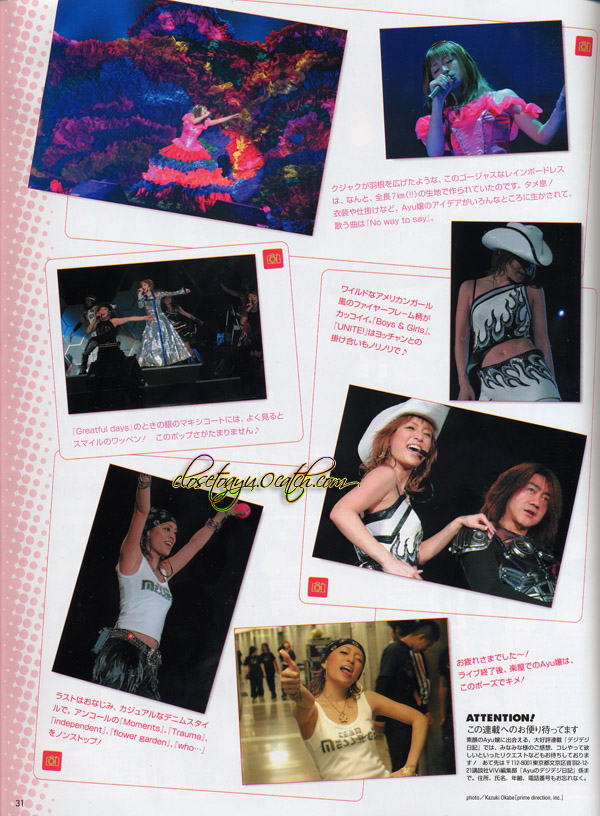 クジャクが羽根を広げたような、このゴージャスなレインボードレス
は、なんと、全長7km(!!)の生地で作られていたのです。タメ息!
衣装や仕掛けなど、Ayu嬢のアイデアがいろんなところに生かされて。
歌う曲は『No way to say』。
ワイルドなアメリカンガール
風のファイヤーフレーム柄が
カッコイイ。『Boys & Girls』、
『UNITE!』はヨッチャンとの
掛け合いもノリノリで♪
『Greatful days』のときの銀のマキシコートには、よく見ると
スマイルのワッペン! このポップさがたまりません♪
closetoayu.0catch.com
TEAM
MESSAGE
ラストはおなじみ、カジュアルなデニムスタイ
ルで。アンコールの『Moments』、『Trauma』、
『independent』、『flower garden』、『who…』
をノンストップ!
お疲れさまでした〜!
ライブ終了後、楽屋でのAyu嬢は、
このポーズでキメ!
ATTENTION!
この連載へのお便り待ってます
素顔のAyu嬢に出会える、大好評連載『デジデジ
日記』では、みなみな様のご感想、コレやって欲
しいといったリクエストなどもお待ちしておりま
す! あて先は〒112-8001東京都文京区音羽2-12-
21講談社ViVi編集部『Ayuのデジデジ日記』係ま
で。住所、氏名、年齢、電話番号もお忘れなく。
31
photo/Kazuki Okabe[prime direction, inc.]